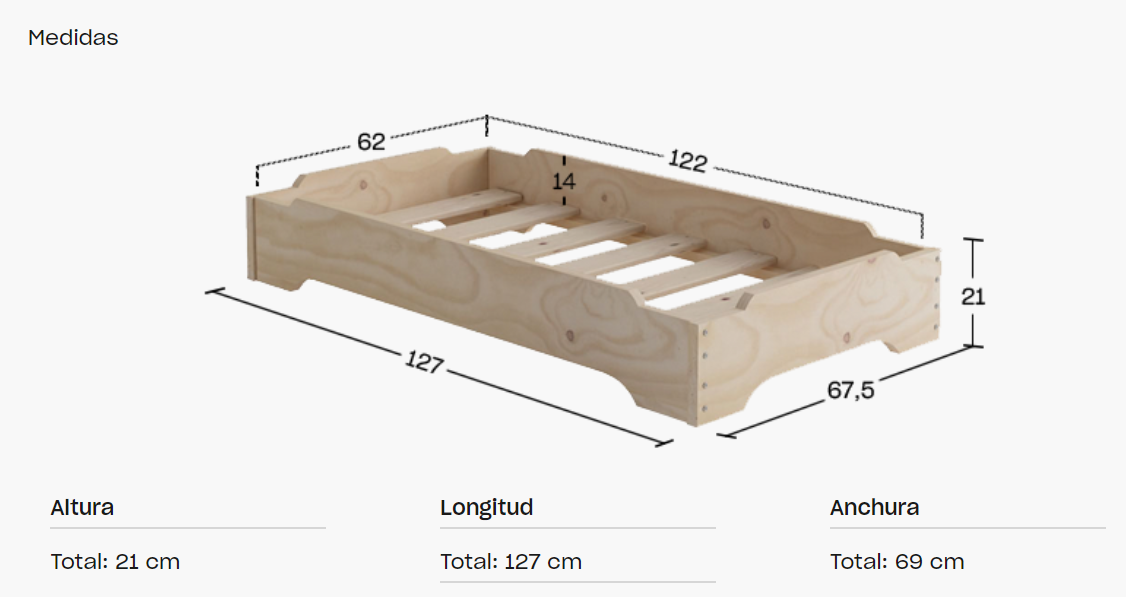 Medidas
62
122
14
21
127
67,5
Altura
Longitud
Anchura
Total: 21 cm
Total: 127 cm
Total: 69 cm